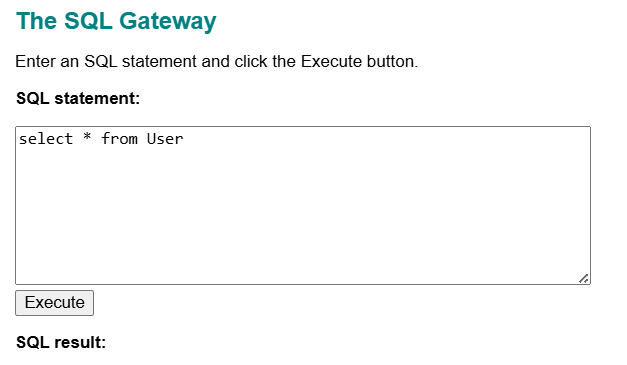 The SQL Gateway
Enter an SQL statement and click the Execute button.
SQL statement:
select * from User
Execute
SQL result: